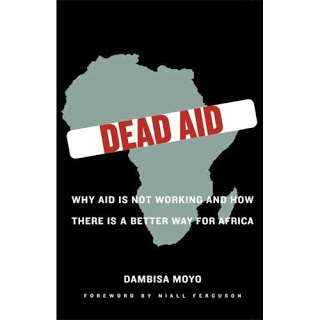 DEAD AID
WHY AID IS NOT WORKING AND HOW
THERE IS A BETTER WAY FOR AFRICA
DAMBISA MOYO
FOREWORD BY NIALL FERGUSON